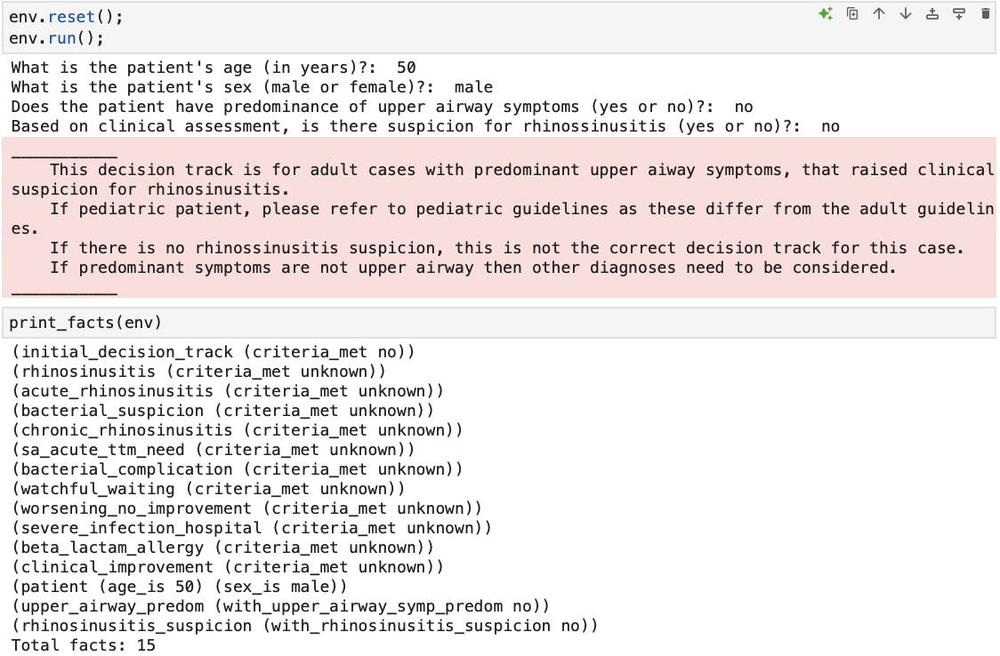 env.reset();
env.run();
What is the patient's age (in years)?:  50
What is the patient's sex (male or female)?:  male
Does the patient have predominance of upper airway symptoms (yes or no)?:  no
Based on clinical assessment, is there suspicion for rhinossinusitis (yes or no)?:  no
___________
    This decision track is for adult cases with predominant upper aiway symptoms, that raised clinical
suspicion for rhinosinusitis.
    If pediatric patient, please refer to pediatric guidelines as these differ from the adult guidelin
es.
    If there is no rhinossinusitis suspicion, this is not the correct decision track for this case.
    If predominant symptoms are not upper airway then other diagnoses need to be considered.
___________
print_facts(env)
(initial_decision_track (criteria_met no))
(rhinosinusitis (criteria_met unknown))
(acute_rhinosinusitis (criteria_met unknown))
(bacterial_suspicion (criteria_met unknown))
(chronic_rhinosinusitis (criteria_met unknown))
(sa_acute_ttm_need (criteria_met unknown))
(bacterial_complication (criteria_met unknown))
(watchful_waiting (criteria_met unknown))
(worsening_no_improvement (criteria_met unknown))
(severe_infection_hospital (criteria_met unknown))
(beta_lactam_allergy (criteria_met unknown))
(clinical_improvement (criteria_met unknown))
(patient (age_is 50) (sex_is male))
(upper_airway_predom (with_upper_airway_symp_predom no))
(rhinosinusitis_suspicion (with_rhinosinusitis_suspicion no))
Total facts: 15